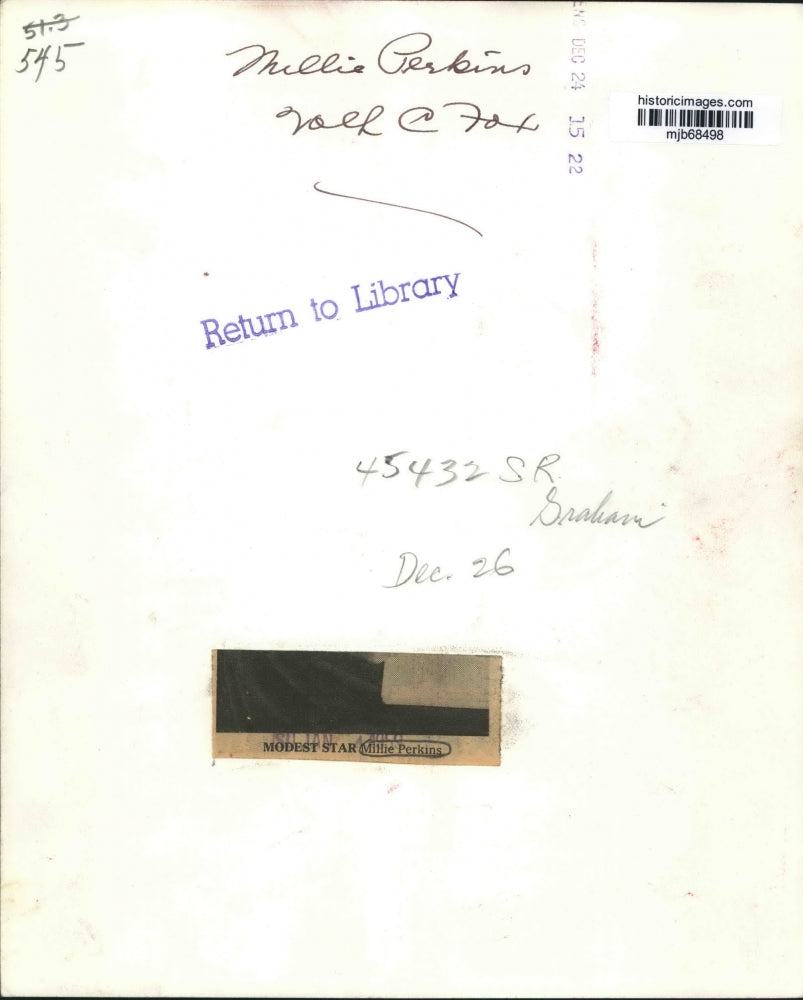 51.3
545
Millie Perkins
20th C Fox
DEC 24 15 22
historicimages.com
mjb68498
Return to Library
45432 SR
Graham
Dec. 26
JAN
MODEST STAR Millie Perkins